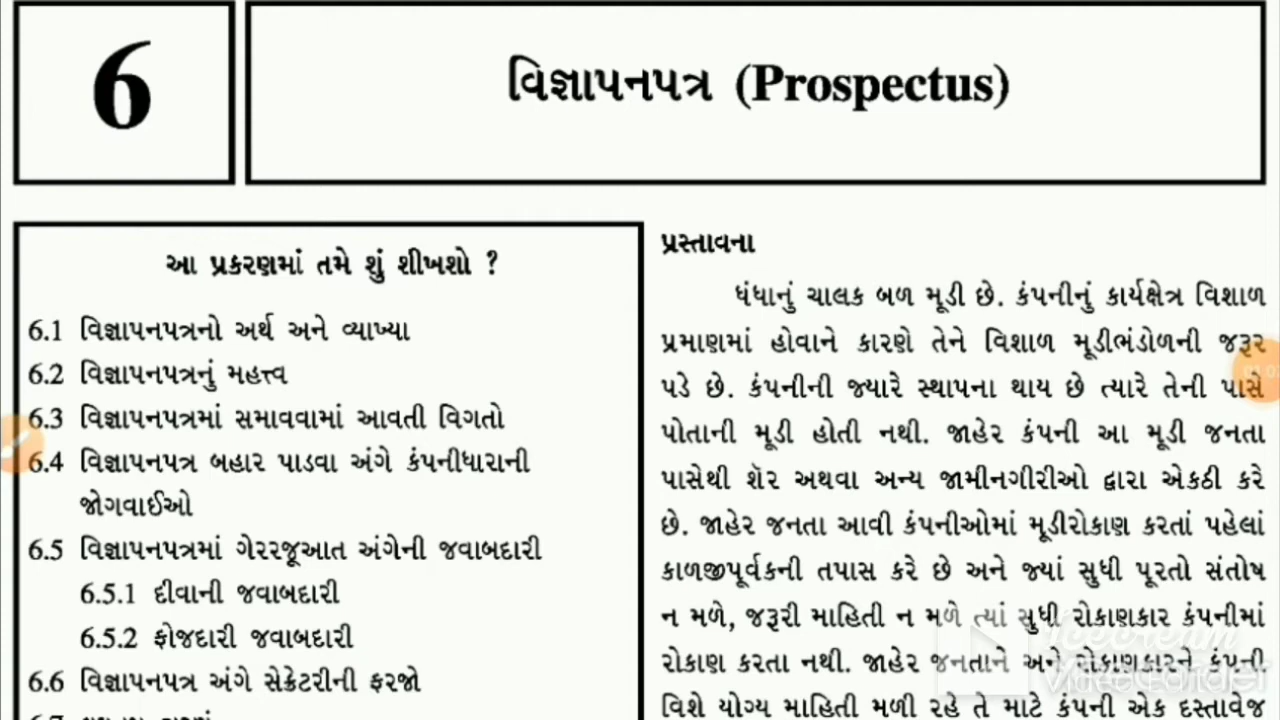 6
વિજ્ઞાપનપત્ર (Prospectus)
આ પ્રકરણમાં તમે શું શીખશો ?
6.1 વિજ્ઞાપનપત્રનો અર્થ અને વ્યાખ્યા
6.2 વિજ્ઞાપનપત્રનું મહત્ત્વ
6.3 વિજ્ઞાપનપત્રમાં સમાવવામાં આવતી વિગતો
6.4 વિજ્ઞાપનપત્ર બહાર પાડવા અંગે કંપનીધારાની
જોગવાઈઓ
6.5 વિજ્ઞાપનપત્રમાં ગેરરજૂઆત અંગેની જવાબદારી
6.5.1 દીવાની જવાબદારી
6.5.2 ફોજદારી જવાબદારી
6.6 વિજ્ઞાપનપત્ર અંગે સેક્રેટરીની ફરજો
પ્રસ્તાવના
ધંધાનું ચાલક બળ મૂડી છે. કંપનીનું કાર્યક્ષેત્ર વિશાળ
પ્રમાણમાં હોવાને કારણે તેને વિશાળ મૂડીભંડોળની જરૂર
પડે છે. કંપનીની જ્યારે સ્થાપના થાય છે ત્યારે તેની પાસે
પોતાની મૂડી હોતી નથી. જાહેર કંપની આ મૂડી જનતા
પાસેથી શૅર અથવા અન્ય જામીનગીરીઓ દ્વારા એકઠી કરે
છે. જાહેર જનતા આવી કંપનીઓમાં મૂડીરોકાણ કરતાં પહેલાં
કાળજીપૂર્વકની તપાસ કરે છે અને જ્યાં સુધી પૂરતો સંતોષ
ન મળે, જરૂરી માહિતી ન મળે ત્યાં સુધી રોકાણકાર કંપનીમાં
રોકાણ કરતા નથી. જાહેર જનતાને અને રોકાણકારને કંપની
વિશે યોગ્ય માહિતી મળી રહે તે માટે કંપની એક દસ્તાવેજ